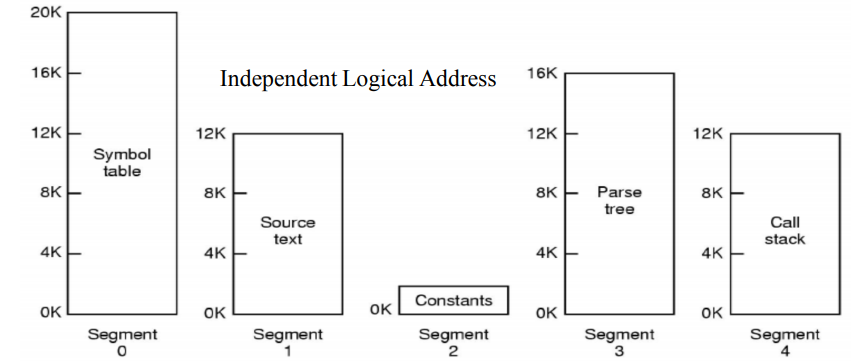 Independent Logical Address
20K
16K
12K
8K
4K
0K
Symbol
table
Segment
0
12K
8K
4K
0K
Source
text
Segment
1
0K
Constants
Segment
2
16K
12K
8K
4K
0K
Parse
tree
Segment
3
12K
8K
4K
0K
Call
stack
Segment
4